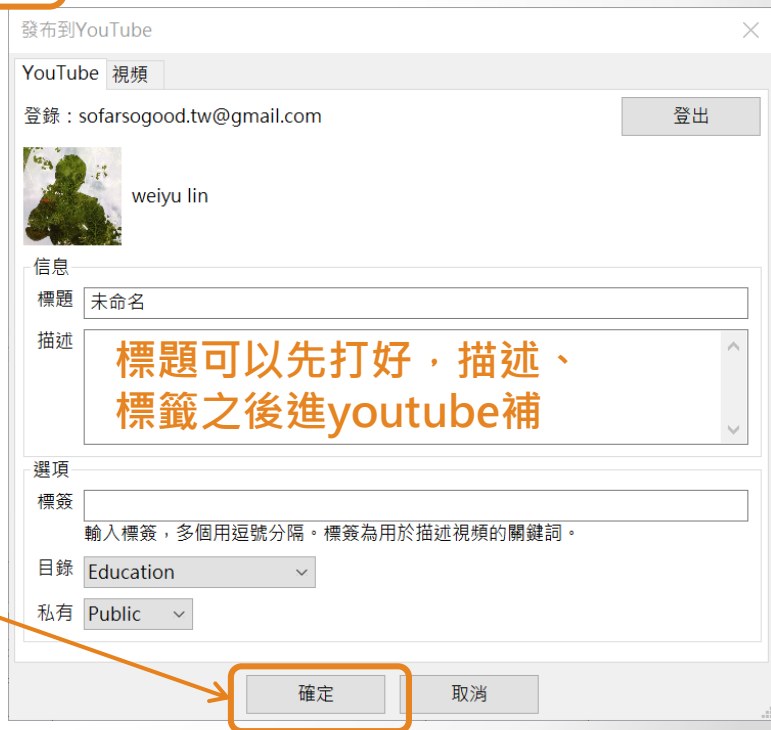 發布到YouTube
YouTube 視頻
登錄：sofarsogood.tw@gmail.com 登出
weiyu lin
信息
標題 未命名
描述
標題可以先打好，描述、
標籤之後進youtube補
選項
標簽
輸入標簽，多個用逗號分隔。標簽為用於描述視頻的關鍵詞。
目錄 Education
私有 Public
確定 取消